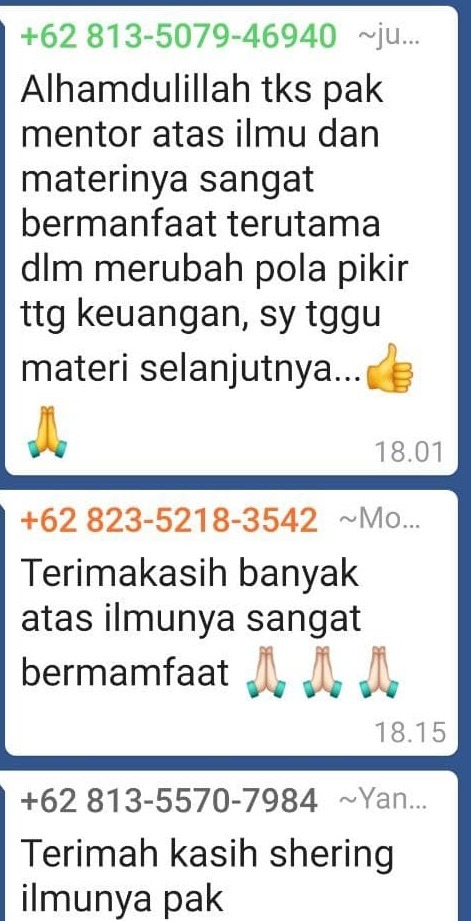 +62 813-5079-46940 ~ju...
Alhamdulillah tks pak
mentor atas ilmu dan
materinya sangat
bermanfaat terutama
dlm merubah pola pikir
ttg keuangan, sy tggu
materi selanjutnya...👍
🙏
18.01
+62 823-5218-3542 ~Mo...
Terimakasih banyak
atas ilmunya sangat
bermamfaat 🙏🏻🙏🏻🙏🏻
18.15
+62 813-5570-7984 ~Yan...
Terimah kasih shering
ilmunya pak